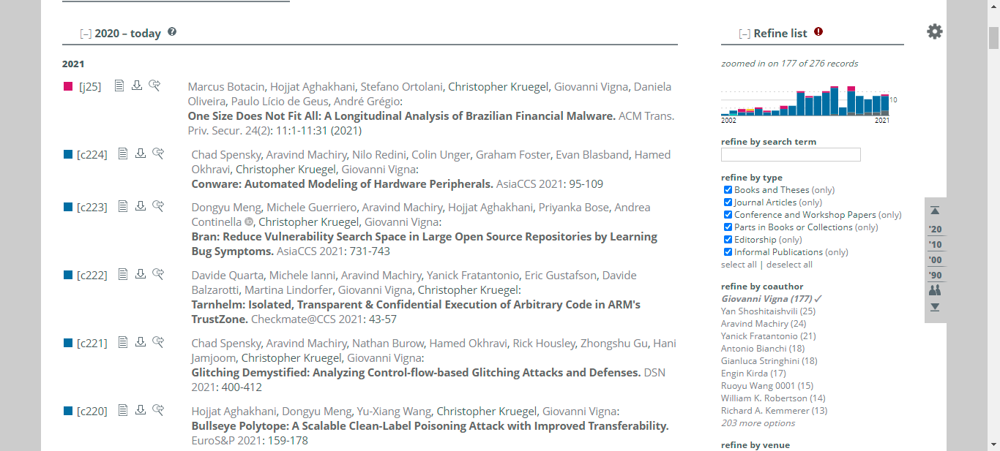 [–] 2020 – today ?
2021
[j25]
Marcus Botacin, Hojjat Aghakhani, Stefano Ortolani, Christopher Kruegel, Giovanni Vigna, Daniela
Oliveira, Paulo Lício de Geus, André Grégio:
One Size Does Not Fit All: A Longitudinal Analysis of Brazilian Financial Malware. ACM Trans.
Priv. Secur. 24(2): 11:1-11:31 (2021)
[c224]
Chad Spensky, Aravind Machiry, Nilo Redini, Colin Unger, Graham Foster, Evan Blasband, Hamed
Okhravi, Christopher Kruegel, Giovanni Vigna:
Conware: Automated Modeling of Hardware Peripherals. AsiaCCS 2021: 95-109
[c223]
Dongyu Meng, Michele Guerriero, Aravind Machiry, Hojjat Aghakhani, Priyanka Bose, Andrea
Continella iD, Christopher Kruegel, Giovanni Vigna:
Bran: Reduce Vulnerability Search Space in Large Open Source Repositories by Learning
Bug Symptoms. AsiaCCS 2021: 731-743
[c222]
Davide Quarta, Michele Ianni, Aravind Machiry, Yanick Fratantonio, Eric Gustafson, Davide
Balzarotti, Martina Lindorfer, Giovanni Vigna, Christopher Kruegel:
Tarnhelm: Isolated, Transparent & Confidential Execution of Arbitrary Code in ARM's
TrustZone. Checkmate@CCS 2021: 43-57
[c221]
Chad Spensky, Aravind Machiry, Nathan Burow, Hamed Okhravi, Rick Housley, Zhongshu Gu, Hani
Jamjoom, Christopher Kruegel, Giovanni Vigna:
Glitching Demystified: Analyzing Control-flow-based Glitching Attacks and Defenses. DSN
2021: 400-412
[c220]
Hojjat Aghakhani, Dongyu Meng, Yu-Xiang Wang, Christopher Kruegel, Giovanni Vigna:
Bullseye Polytope: A Scalable Clean-Label Poisoning Attack with Improved Transferability.
EuroS&P 2021: 159-178
[–] Refine list !
zoomed in on 177 of 276 records
10
2002 2021
refine by search term
refine by type
Books and Theses (only)
Journal Articles (only)
Conference and Workshop Papers (only)
Parts in Books or Collections (only)
Editorship (only)
Informal Publications (only)
select all | deselect all
refine by coauthor
Giovanni Vigna (177) ✓
Yan Shoshitaishvili (25)
Aravind Machiry (24)
Yanick Fratantonio (21)
Antonio Bianchi (18)
Gianluca Stringhini (18)
Engin Kirda (17)
Ruoyu Wang 0001 (15)
William K. Robertson (14)
Richard A. Kemmerer (13)
203 more options
refine by venue
'20
'10
'00
'90